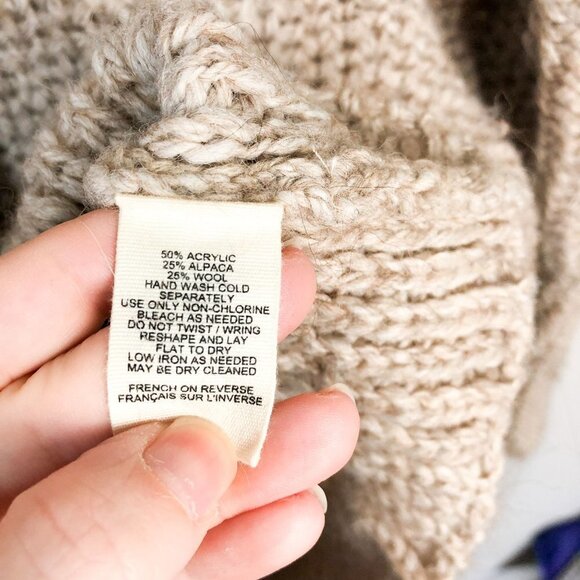 50% ACRYLIC
25% ALPACA
25% WOOL
HAND WASH COLD
SEPARATELY
USE ONLY NON-CHLORINE
BLEACH AS NEEDED
DO NOT TWIST / WRING
RESHAPE AND LAY
FLAT TO DRY
LOW IRON AS NEEDED
MAY BE DRY CLEANED
FRENCH ON REVERSE
FRANÇAIS SUR L'INVERSE